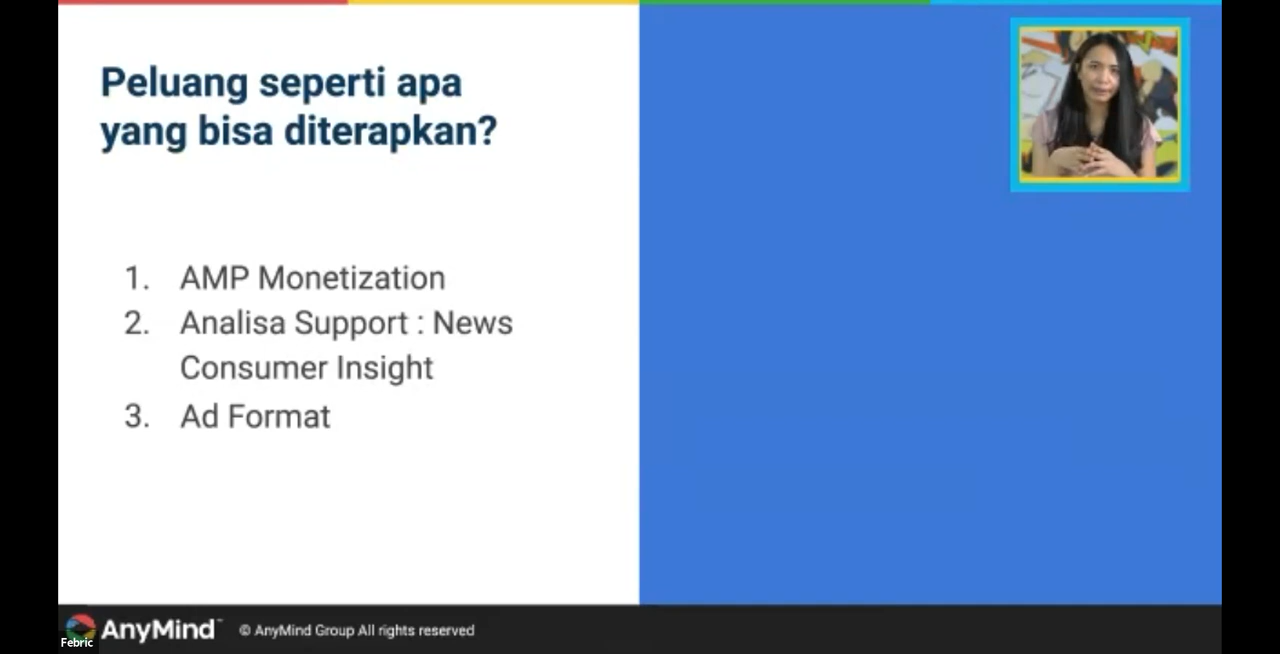 Peluang seperti apa
yang bisa diterapkan?
1. AMP Monetization
2. Analisa Support : News
Consumer Insight
3. Ad Format
AnyMind
© AnyMind Group All rights reserved
Febric